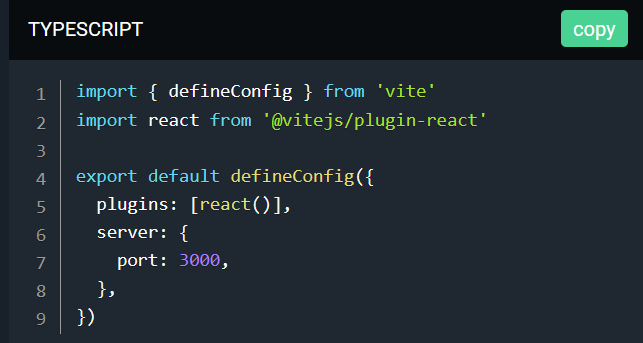 TYPESCRIPT
copy
1 import { defineConfig } from 'vite'
2 import react from '@vitejs/plugin-react'
3
4 export default defineConfig({
5   plugins: [react()],
6   server: {
7     port: 3000,
8   },
9 })